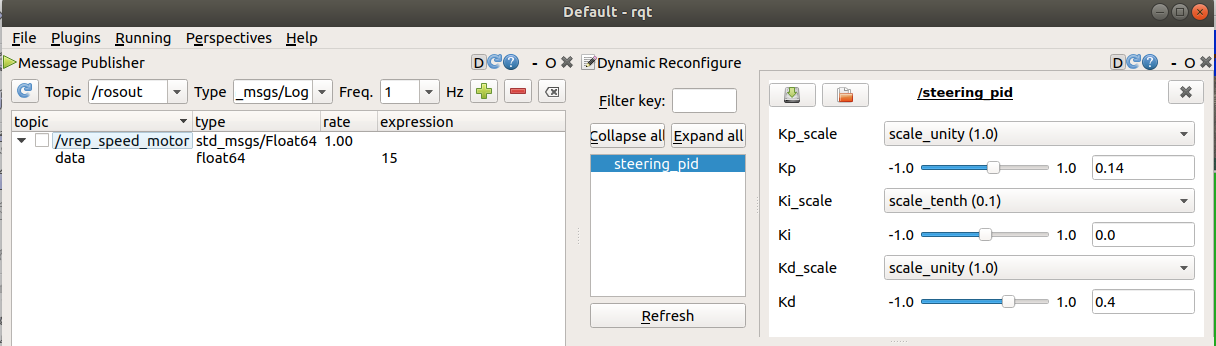 Default - rqt
File Plugins Running Perspectives Help
Message Publisher
D ? - O
Topic /rosout Type _msgs/Log Freq. 1 Hz
topic type rate expression
/vrep_speed_motor std_msgs/Float64 1.00
data float64 15
Dynamic Reconfigure
D ? - O
Filter key:
Collapse all Expand all
steering_pid
Refresh
/steering_pid
Kp_scale scale_unity (1.0)
Kp -1.0 1.0 0.14
Ki_scale scale_tenth (0.1)
Ki -1.0 1.0 0.0
Kd_scale scale_unity (1.0)
Kd -1.0 1.0 0.4